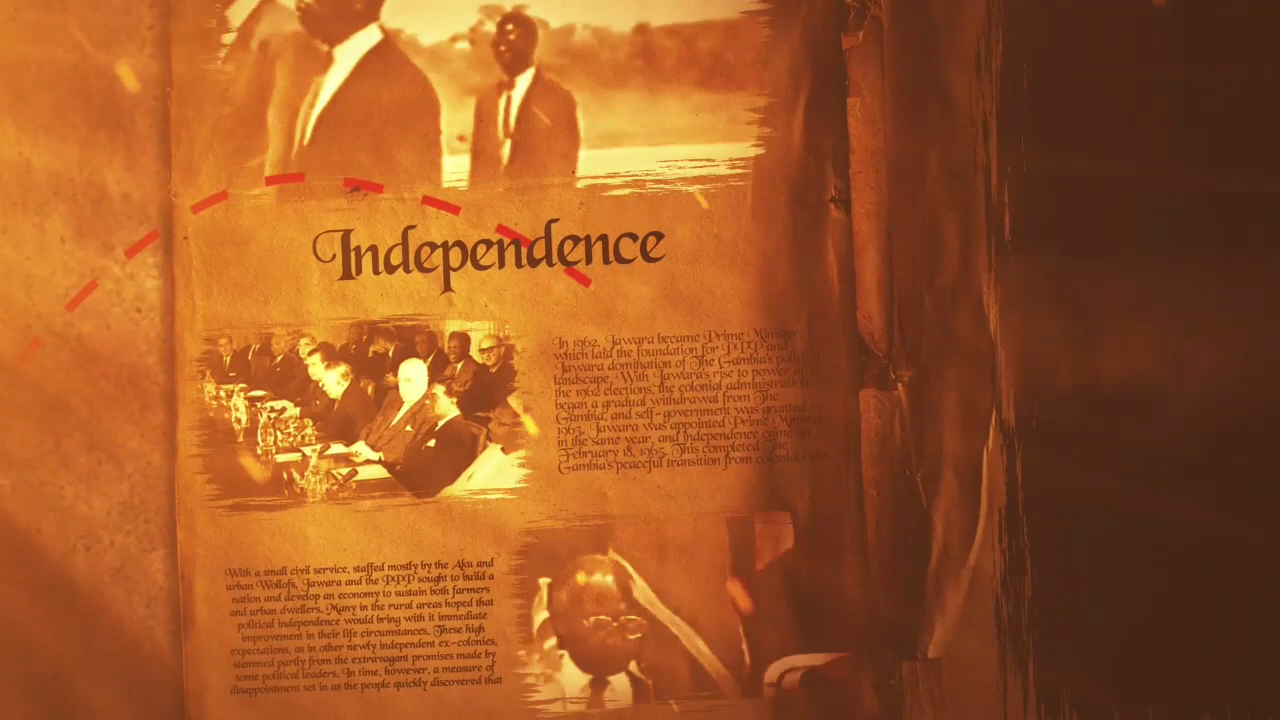 Independence
In 1962, Jawara became Prime Minister,
which laid the foundation for PPP and
Jawara domination of The Gambia's political
landscape. With Jawara's rise to power after
the 1962 elections, the colonial administration
began a gradual withdrawal from The
Gambia, and self-government was granted in
1963. Jawara was appointed Prime Minister
in the same year, and independence came on
February 18, 1965. This completed The
Gambia's peaceful transition from colonial rule.
With a small civil service, staffed mostly by the Aku and
urban Wollofs, Jawara and the PPP sought to build a
nation and develop an economy to sustain both farmers
and urban dwellers. Many in the rural areas hoped that
political independence would bring with it immediate
improvement in their life circumstances. These high
expectations, as in other newly independent ex-colonies,
stemmed partly from the extravagant promises made by
some political leaders. In time, however, a measure of
disappointment set in as the people quickly discovered that